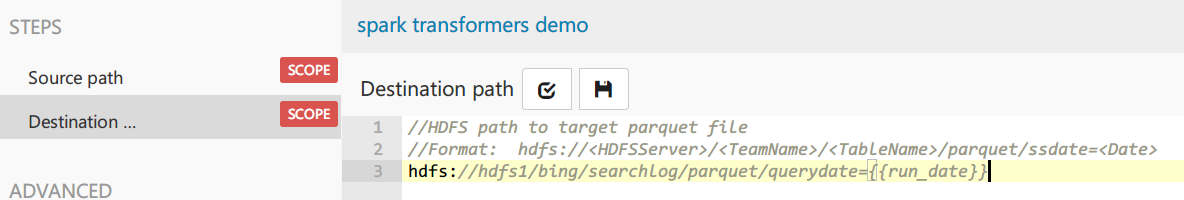 STEPS
Source path
SCOPE
Destination ...
SCOPE
ADVANCED
spark transformers demo
Destination path
1 //HDFS path to target parquet file
2 //Format:  hdfs://<HDFSServer>/<TeamName>/<TableName>/parquet/ssdate=<Date>
3 hdfs://hdfs1/bing/searchlog/parquet/querydate={{run_date}}